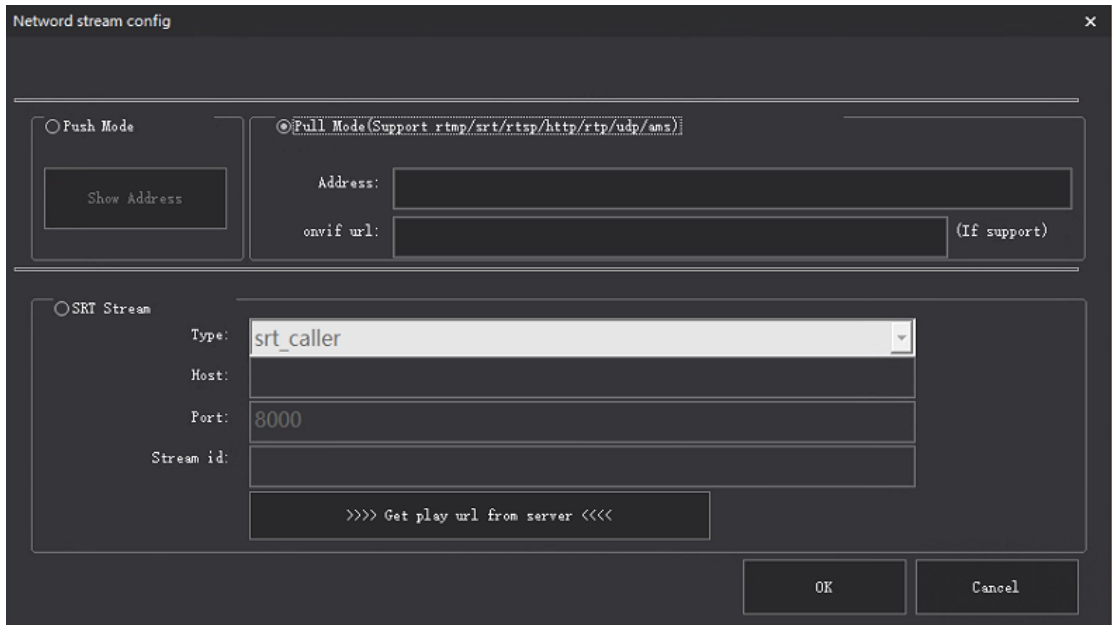 Netword stream config
Push Mode
Show Address
Pull Mode(Support rtmp/srt/rtsp/http/rtp/udp/ams)
Address:
onvif url: (If support)
SRT Stream
Type: srt_caller
Host:
Port: 8000
Stream id:
>>>> Get play url from server <<<<
OK Cancel